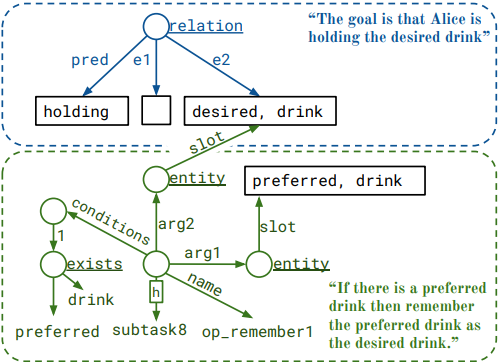 relation
“The goal is that Alice is
holding the desired drink”
pred
e1
e2
holding
desired, drink
slot
entity
preferred, drink
conditions
arg2
slot
1
arg1
exists
entity
name
drink
h
preferred
subtask8
op_remember1
“If there is a preferred
drink then remember
the preferred drink as
the desired drink.”